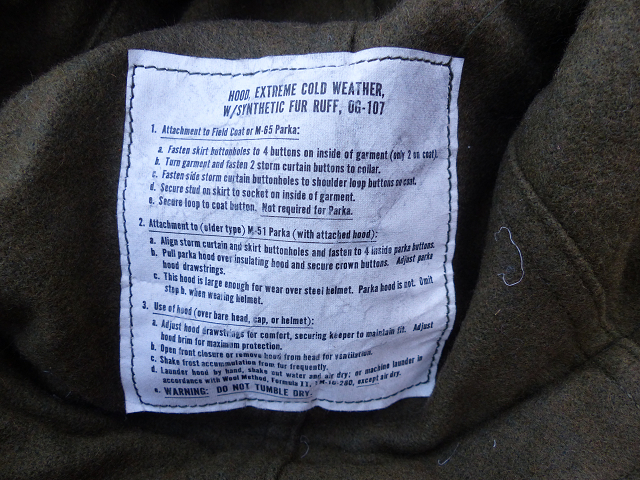 HOOD, EXTREME COLD WEATHER,
W/SYNTHETIC FUR RUFF, OG-107
1. Attachment to Field Coat or M-65 Parka:
a. Fasten skirt buttonholes to 4 buttons on inside of garment (only 2 on coat).
b. Turn garment and fasten 2 storm curtain buttons to collar.
c. Fasten side storm curtain buttonholes to shoulder loop buttons on coat.
d. Secure stud on skirt to socket on inside of garment.
e. Secure loop to coat button. Not required for Parka.
2. Attachment to (older type) M-51 Parka (with attached hood):
a. Align storm curtain and skirt buttonholes and fasten to 4 inside parka buttons.
b. Pull parka hood over insulating hood and secure crown buttons. Adjust parka
hood drawstrings.
c. This hood is large enough for wear over steel helmet. Parka hood is not. Omit
step b. when wearing helmet.
3. Use of hood (over bare head, cap, or helmet):
a. Adjust hood drawstrings for comfort, securing keeper to maintain fit. Adjust
hood brim for maximum protection.
b. Open front closure or remove hood from head for ventilation.
c. Shake frost accumulation from fur frequently.
d. Launder hood by hand, shake out water and air dry; or machine launder in
accordance with Wool Method, Formula II, TM-10-280, except air dry.
e. WARNING: DO NOT TUMBLE DRY.